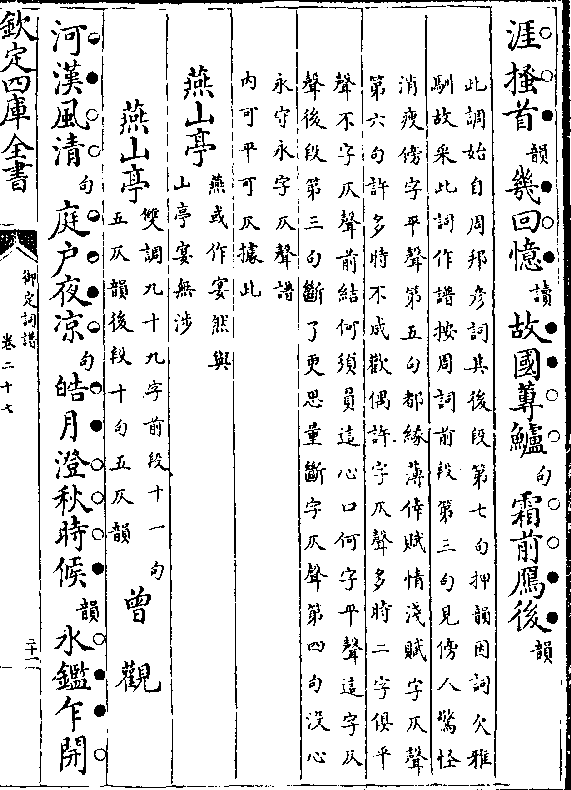 涯搔首韻幾回憶讀故國蓴鱸句霜前鴈後韻
此調始自周邦彦詞其後段第七句押韻因詞欠雅
馴故采此詞作譜按周詞前段第三句見傍人驚怪
消瘦傍字平聲第五句都緣薄倖賦情淺賦字仄聲
第六句許多時不成歡偶許字仄聲多時二字俱平
聲不字仄聲前結何須員這心口何字平聲這字仄
聲後段第三句斷了更思量斷字仄聲第四句没心
永守永字仄聲譜
内可平可仄據此
燕山亭
燕或作宴然與
山亭宴無涉
燕山亭
雙調九十九字前段十一句
五仄韻後段十句五仄韻
曾觀
河漢風清句庭户夜凉句皓月澄秋時候韻氷鑑乍開
欽定四庫全書
御定詞譜
卷二十七
二十一